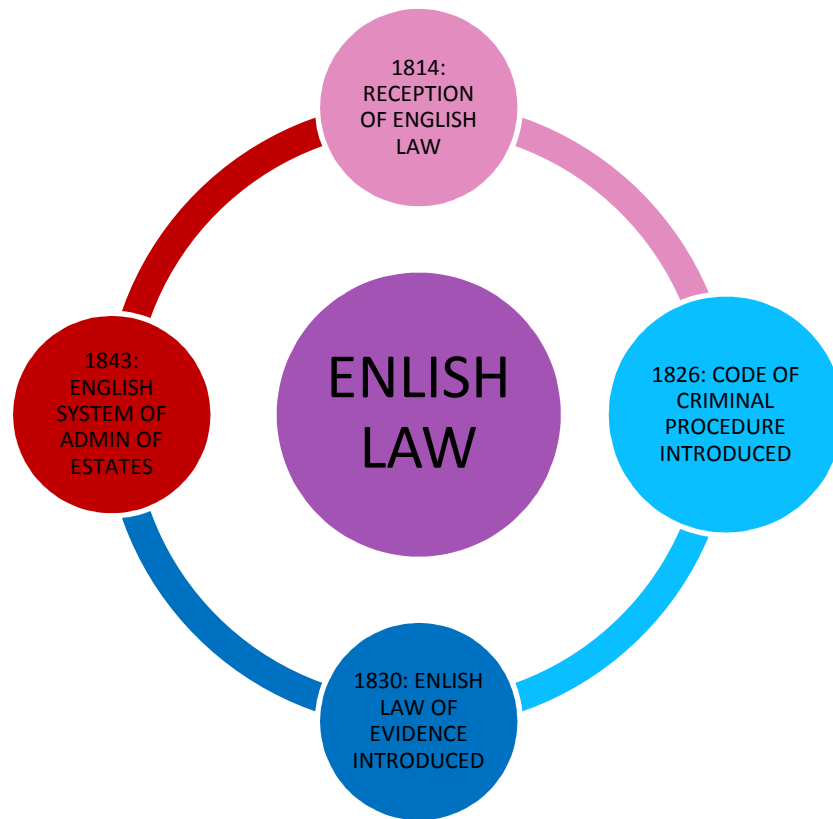 1814:
RECEPTION
OF ENGLISH
LAW
1843:
ENGLISH
SYSTEM OF
ADMIN OF
ESTATES
ENLISH
LAW
1826: CODE OF
CRIMINAL
PROCEDURE
INTRODUCED
1830: ENLISH
LAW OF
EVIDENCE
INTRODUCED